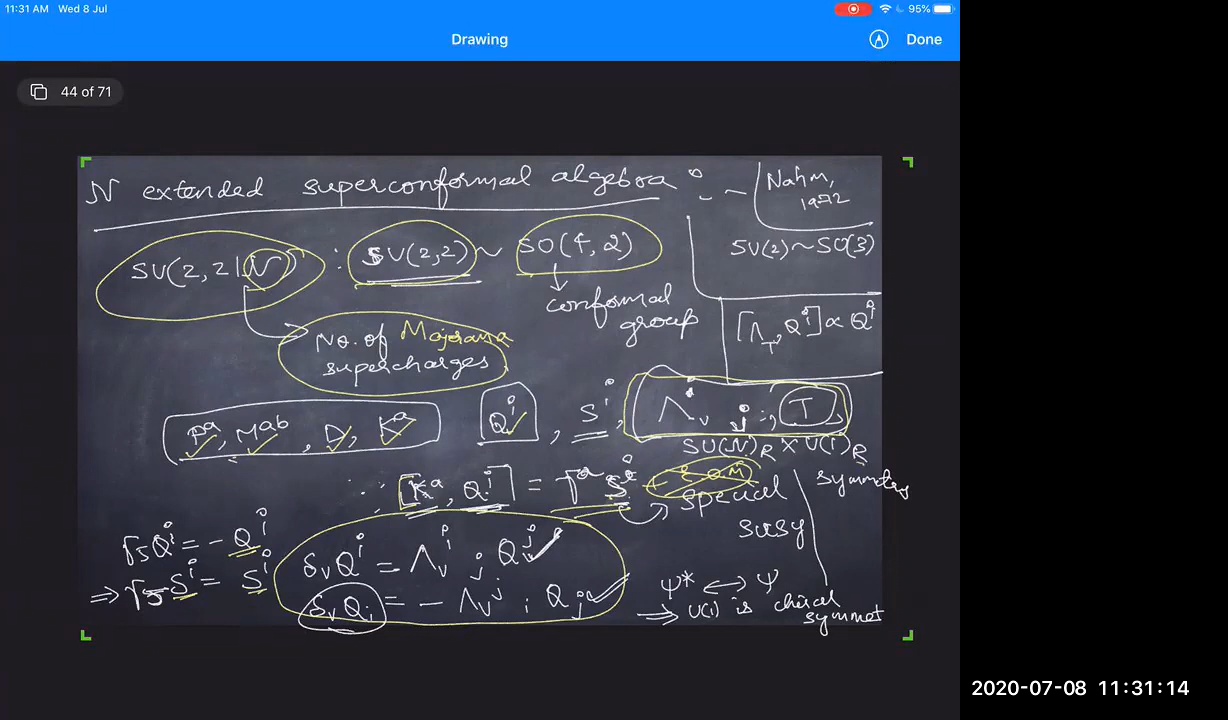 11:31 AM Wed 8 Jul
95%
Drawing
Done
44 of 71
N extended superconformal algebra :-
Nahm, 1972
SU(2,2|N) : SU(2,2) ~ SO(4,2)
SU(2) ~ SO(3)
conformal group
[Λ_T, Q^i] ∝ Q^i
No. of Majorana supercharges
P^a, M^ab, D, K^a
Q^i, S^i, Λ_V^i_j ; T,
SU(N)_R × U(1)_R
symmetry
∵ [K^a, Q^i] = Γ^a S^i
special susy
Γ5 Q^i = - Q^i
⇒ Γ5 S^i = S^i
δ_V Q^i = Λ_V^i_j Q^j
δ_V Q_i = - Λ_V^j_i Q_j
ψ* ↔ ψ
⇒ U(1) is chiral symmet
2020-07-08 11:31:14